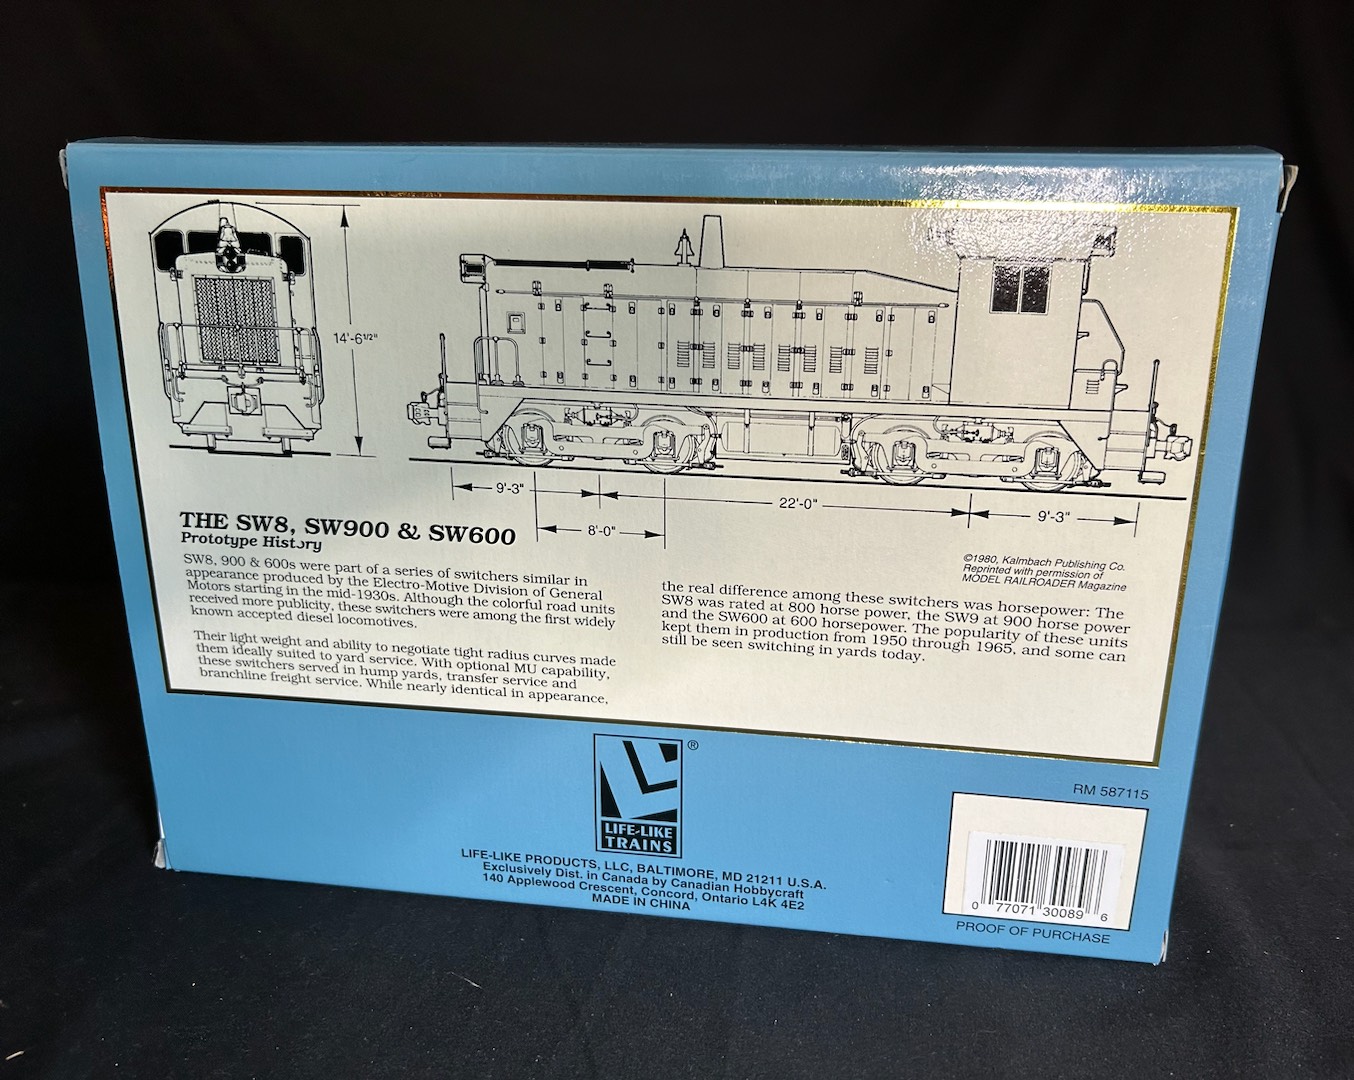 14'-6 1/2"
9'-3"
22'-0"
9'-3"
8'-0"
THE SW8, SW900 & SW600
Prototype History
SW8, 900 & 600s were part of a series of switchers similar in
appearance produced by the Electro-Motive Division of General
Motors starting in the mid-1930s. Although the colorful road units
received more publicity, these switchers were among the first widely
known accepted diesel locomotives.
Their light weight and ability to negotiate tight radius curves made
them ideally suited to yard service. With optional MU capability,
these switchers served in hump yards, transfer service and
branchline freight service. While nearly identical in appearance,
©1980, Kalmbach Publishing Co.
Reprinted with permission of
MODEL RAILROADER Magazine
the real difference among these switchers was horsepower: The
SW8 was rated at 800 horse power, the SW9 at 900 horse power
and the SW600 at 600 horsepower. The popularity of these units
kept them in production from 1950 through 1965, and some can
still be seen switching in yards today.
®
LIFE-LIKE
TRAINS
LIFE-LIKE PRODUCTS, LLC, BALTIMORE, MD 21211 U.S.A.
Exclusively Dist. in Canada by Canadian Hobbycraft
140 Applewood Crescent, Concord, Ontario L4K 4E2
MADE IN CHINA
RM 587115
0 77071 30089 6
PROOF OF PURCHASE